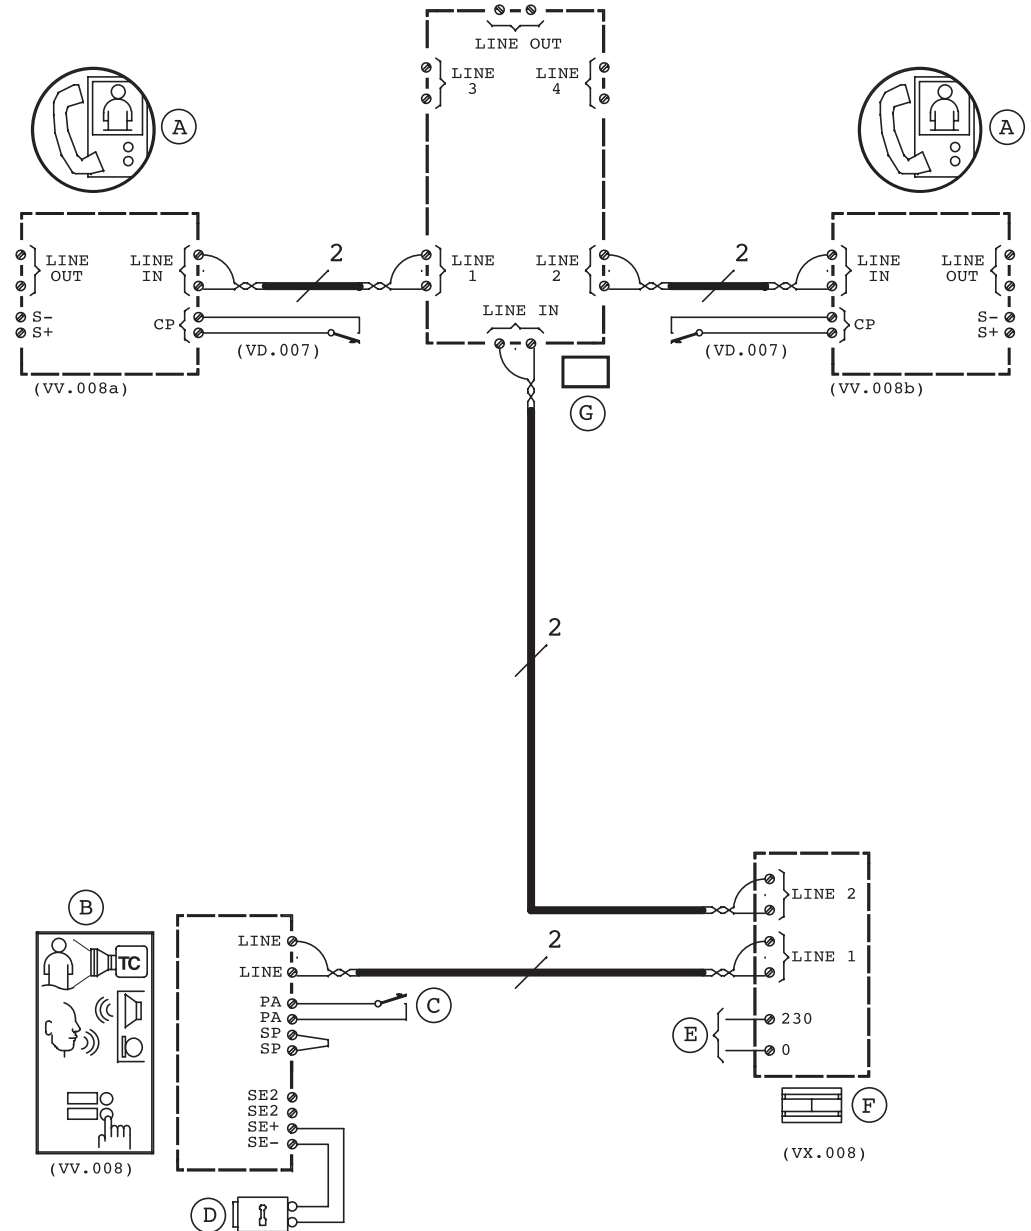 LINE OUT
LINE 3
LINE 4
A
A
LINE OUT
LINE IN
2
LINE 1
LINE 2
2
LINE IN
LINE OUT
LINE IN
S-
S+
CP
(VD.007)
(VD.007)
CP
S-
S+
(VV.008a)
(VV.008b)
G
2
B
LINE 2
LINE
LINE
2
LINE 1
TC
PA
PA
SP
SP
C
E
230
0
SE2
SE2
SE+
SE-
F
(VV.008)
(VX.008)
D